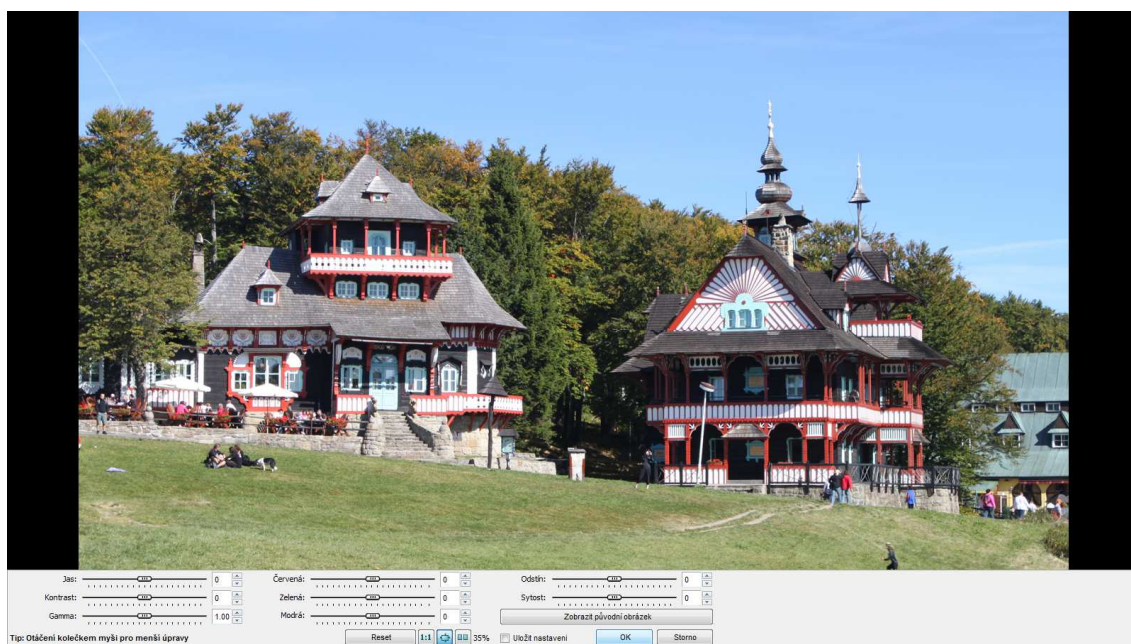 Jas: 0 Červená: 0 Odstín: 0
Kontrast: 0 Zelená: 0 Sytost: 0
Gamma: 1.00 Modrá: 0 Zobrazit původní obrázek
Tip: Otáčení kolečkem myši pro menší úpravy Reset 1:1 35% Uložit nastavení OK Storno